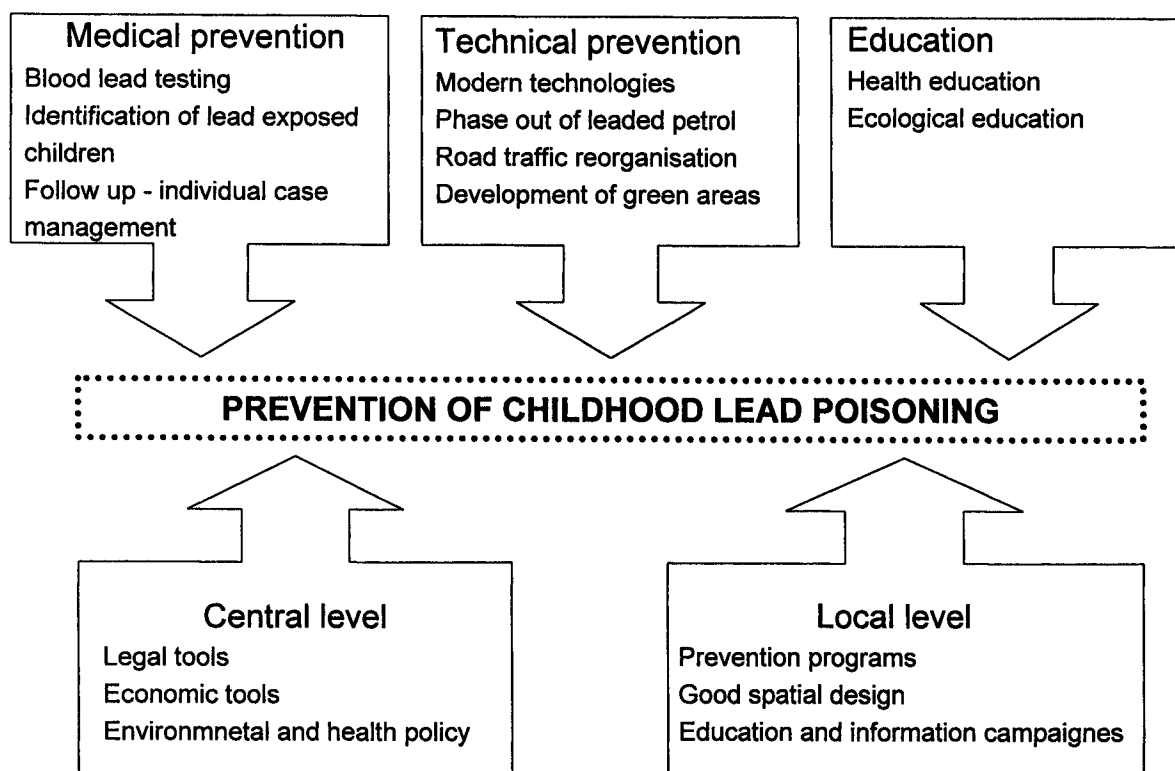 Medical prevention
Blood lead testing
Identification of lead exposed
children
Follow up - individual case
management
Technical prevention
Modern technologies
Phase out of leaded petrol
Road traffic reorganisation
Development of green areas
Education
Health education
Ecological education
PREVENTION OF CHILDHOOD LEAD POISONING
Central level
Legal tools
Economic tools
Environmnetal and health policy
Local level
Prevention programs
Good spatial design
Education and information campaignes